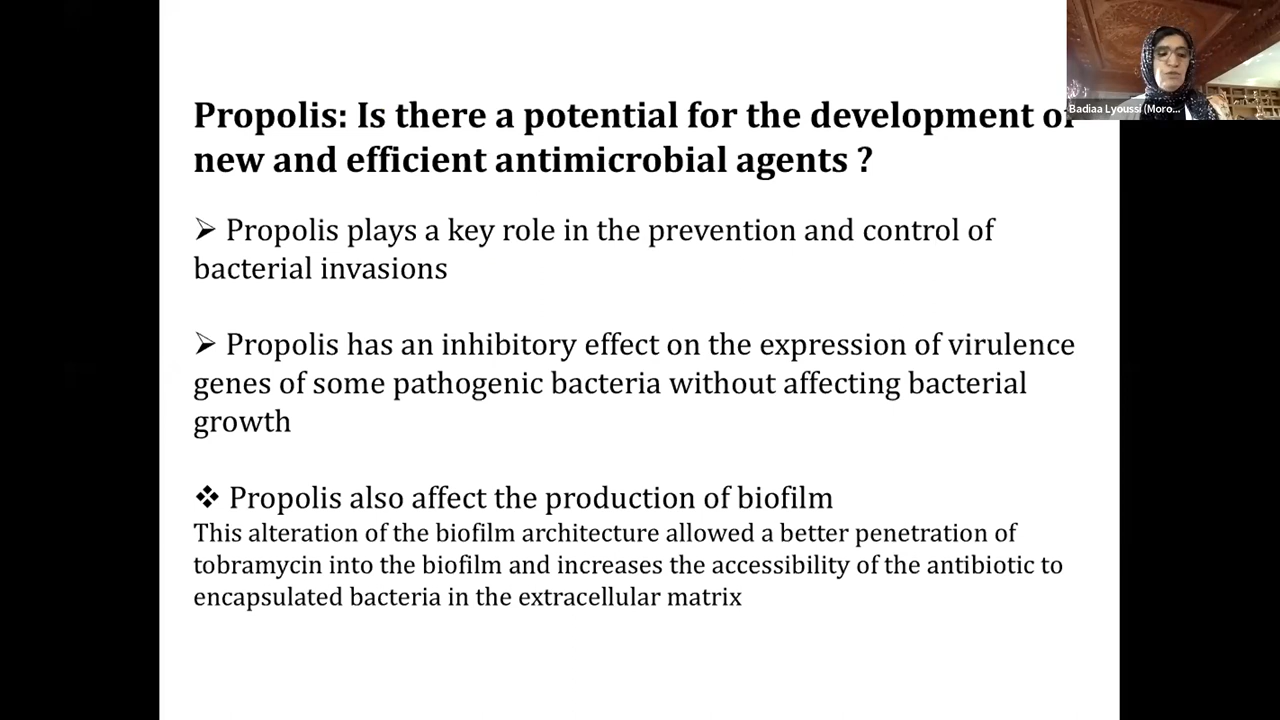 Propolis: Is there a potential for the development of
new and efficient antimicrobial agents ?
➢ Propolis plays a key role in the prevention and control of
bacterial invasions
➢ Propolis has an inhibitory effect on the expression of virulence
genes of some pathogenic bacteria without affecting bacterial
growth
❖ Propolis also affect the production of biofilm
This alteration of the biofilm architecture allowed a better penetration of
tobramycin into the biofilm and increases the accessibility of the antibiotic to
encapsulated bacteria in the extracellular matrix
Badiaa Lyoussi (Moro...